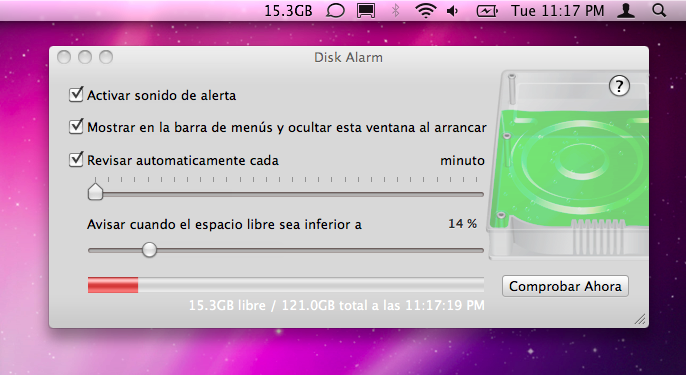 15.3GB Tue 11:17 PM
Disk Alarm
?
Activar sonido de alerta
Mostrar en la barra de menús y ocultar esta ventana al arrancar
Revisar automaticamente cada minuto
Avisar cuando el espacio libre sea inferior a 14 %
Comprobar Ahora
15.3GB libre / 121.0GB total a las 11:17:19 PM